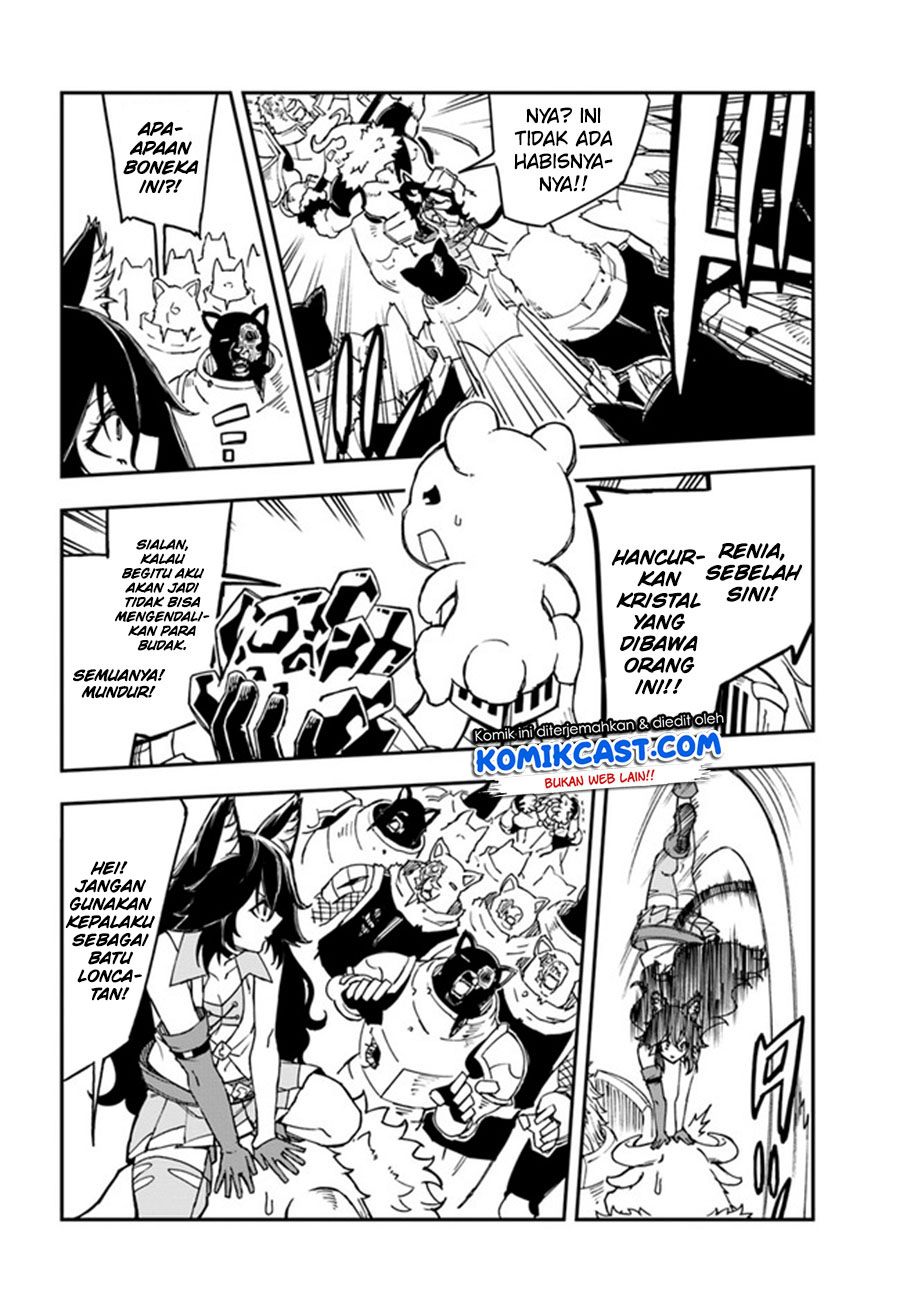 NYA? INI
TIDAK ADA
HABISNYA-
NYA!!
APA-
APAAN
BONEKA
INI?!
RENIA,
SEBELAH
SINI!
HANCUR-
KAN
KRISTAL
YANG
DIBAWA
ORANG
INI!!
SIALAN,
KALAU
BEGITU AKU
AKAN JADI
TIDAK BISA
MENGENDALI-
KAN PARA
BUDAK.
SEMUANYA!
MUNDUR!
Komik ini diterjemahkan & diedit oleh
KOMIKCAST.COM
BUKAN WEB LAIN!!
HEI!
JANGAN
GUNAKAN
KEPALAKU
SEBAGAI
BATU
LONCA-
TAN!